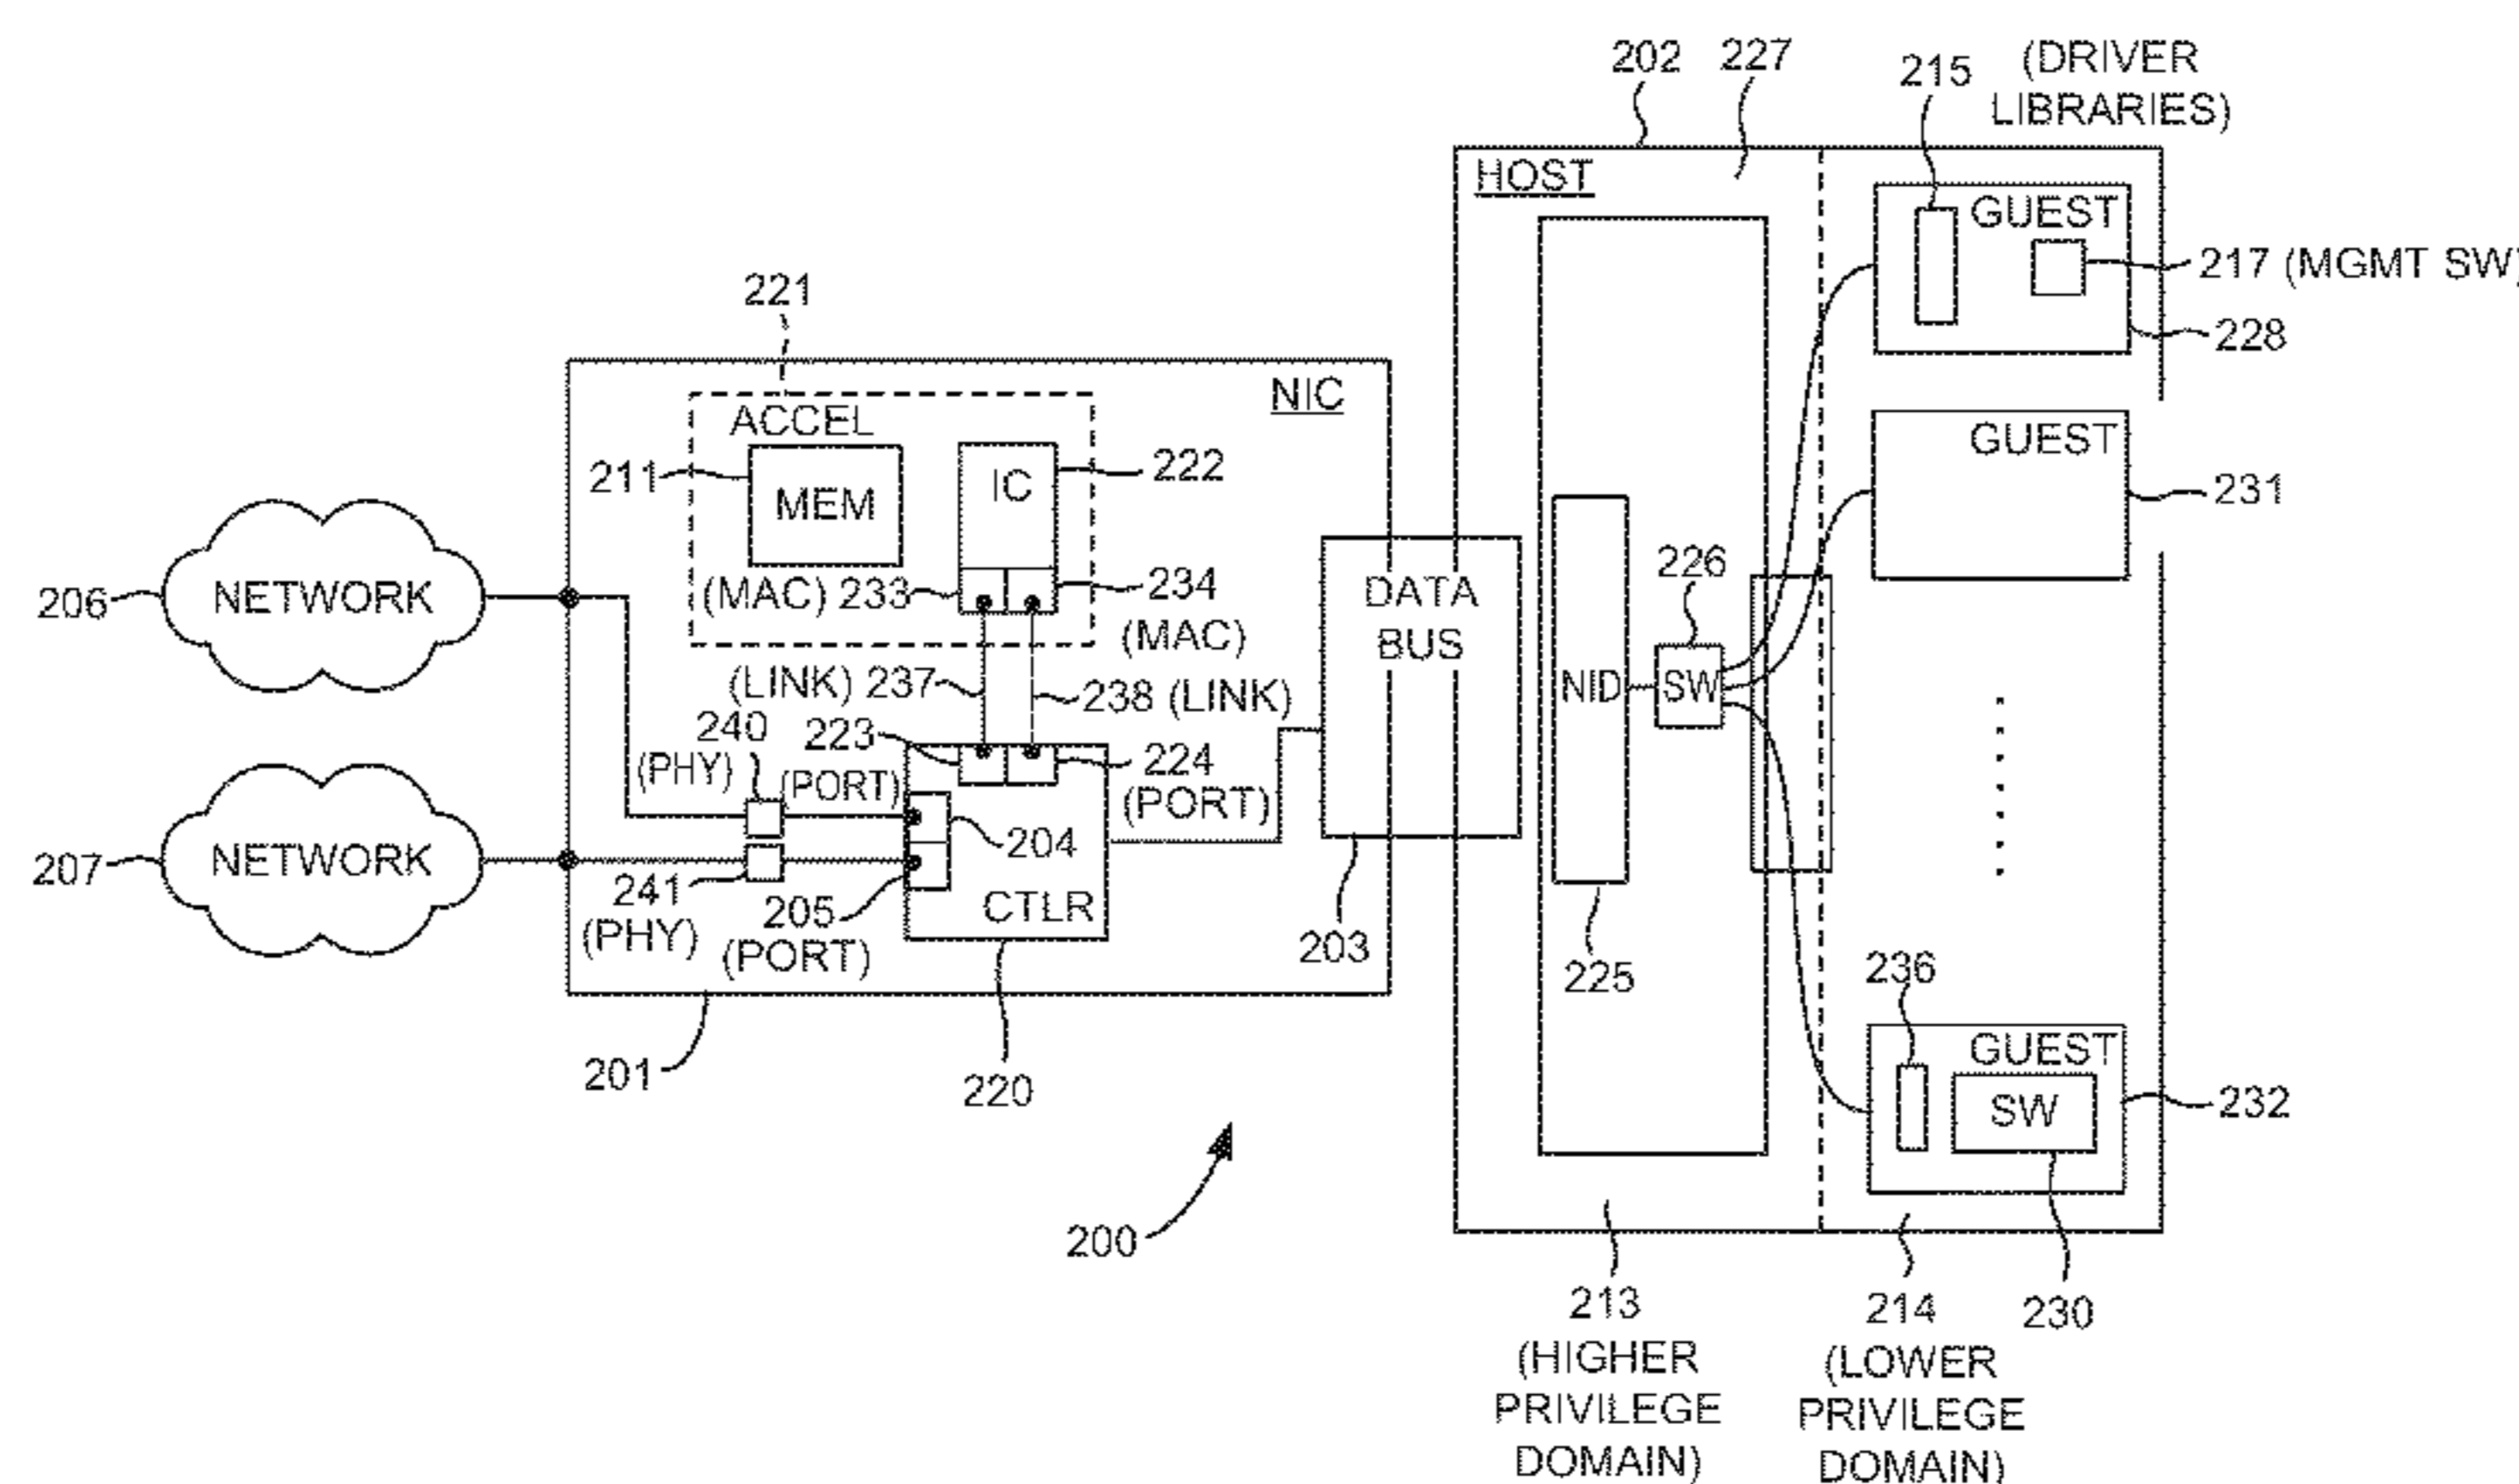 202
227
215
(DRIVER
LIBRARIES)
HOST
GUEST
217 (MGMT SW)
228
221
NIC
ACCEL
211
MEM
IC
222
GUEST
231
206
NETWORK
(MAC) 233
234
(MAC)
DATA
BUS
226
NID
SW
(LINK) 237
238 (LINK)
240
(PHY)
223
(PORT)
224
(PORT)
204
207
NETWORK
241
(PHY)
205
(PORT)
CTLR
203
225
236
GUEST
SW
232
201
220
200
213
(HIGHER
PRIVILEGE
DOMAIN)
214
(LOWER
PRIVILEGE
DOMAIN)
230